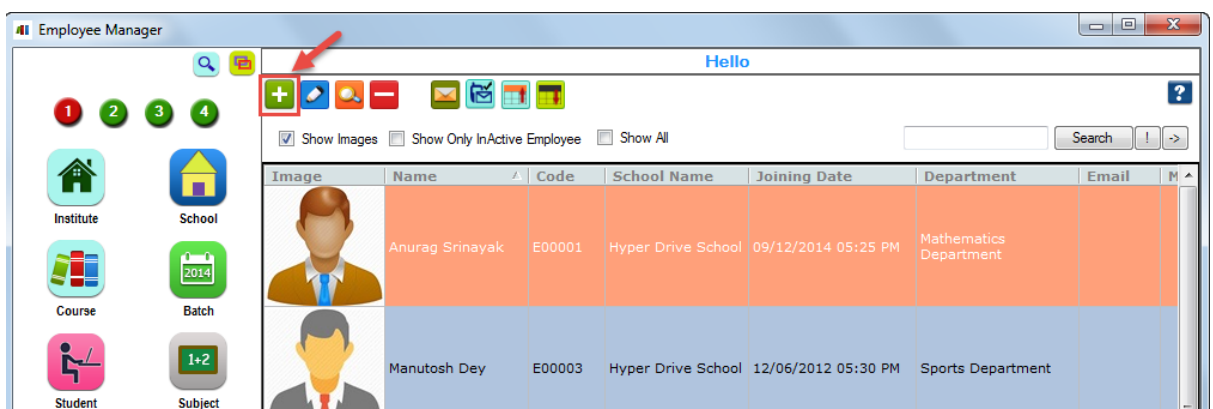 Employee Manager
Hello
1 2 3 4
?
Show Images Show Only InActive Employee Show All Search ! ->
Image Name Code School Name Joining Date Department Email
Institute School
Anurag Srinayak E00001 Hyper Drive School 09/12/2014 05:25 PM Mathematics
Department
2014
Course Batch
1+2
Manutosh Dey E00003 Hyper Drive School 12/06/2012 05:30 PM Sports Department
Student Subject